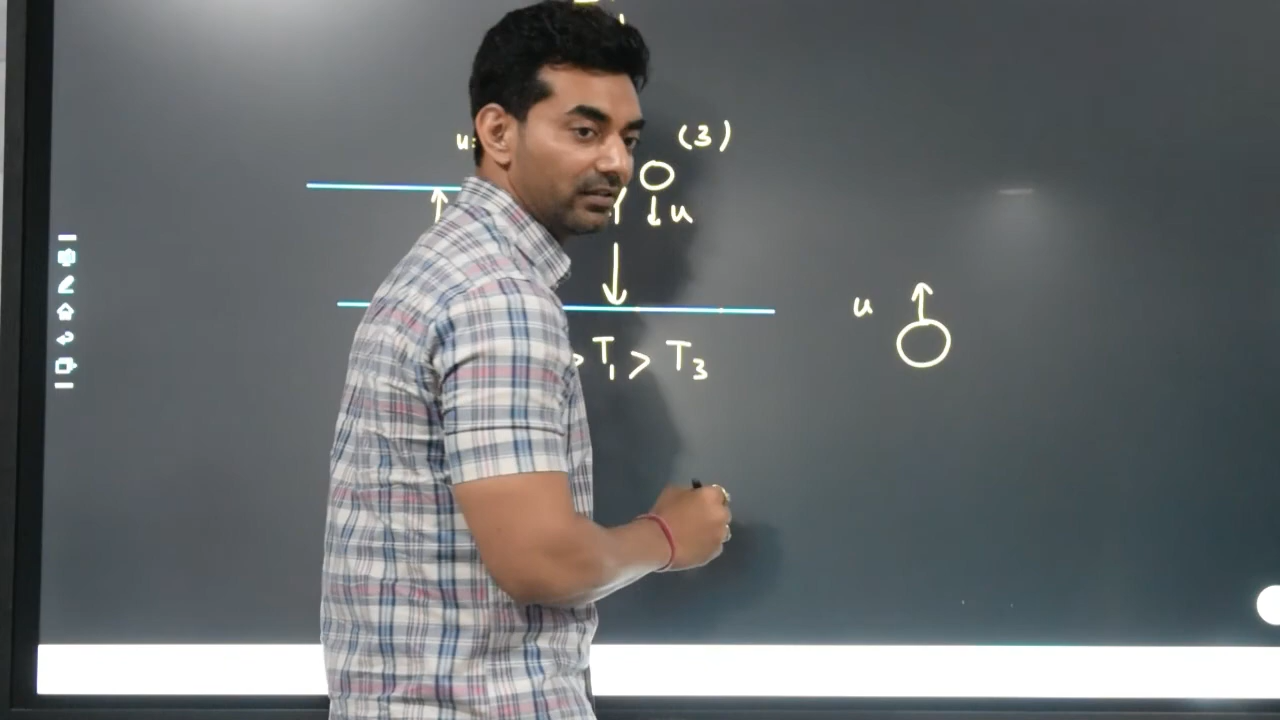 u=
(3)
u
u
> T₁ > T₃